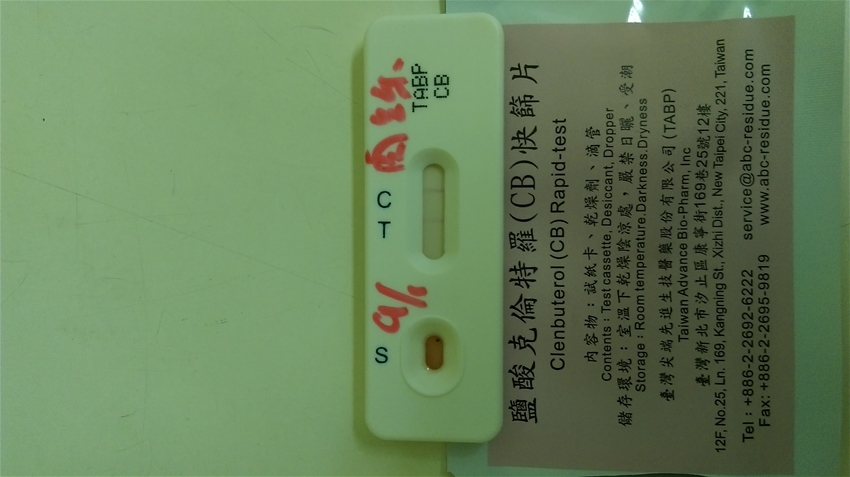 TABP
CB
C
T
S
9/1
鹽酸克倫特羅(CB)快篩片
Clenbuterol (CB) Rapid-test
內容物：試紙卡、乾燥劑、滴管
Contents : Test cassette, Desiccant, Dropper
儲存環境：室溫下乾燥陰涼處，嚴禁日曬、受潮
Storage : Room temperature.Darkness.Dryness
臺灣尖端先進生技醫藥股份有限公司(TABP)
Taiwan Advance Bio-Pharm, Inc
臺灣新北市汐止區康寧街169巷25號12樓
12F, No.25, Ln. 169, Kangning St., Xizhi Dist., New Taipei City, 221, Taiwan
Tel : +886-2-2692-6222 service@abc-residue.com
Fax: +886-2-2695-9819 www.abc-residue.com